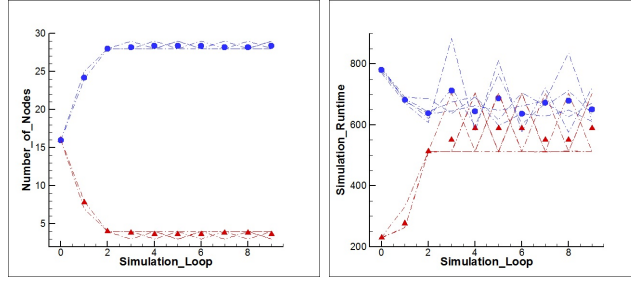 30
25
20
15
10
5
Number_of_Nodes
0 2 4 6 8
Simulation_Loop
800
600
400
200
Simulation_Runtime
0 2 4 6 8
Simulation_Loop